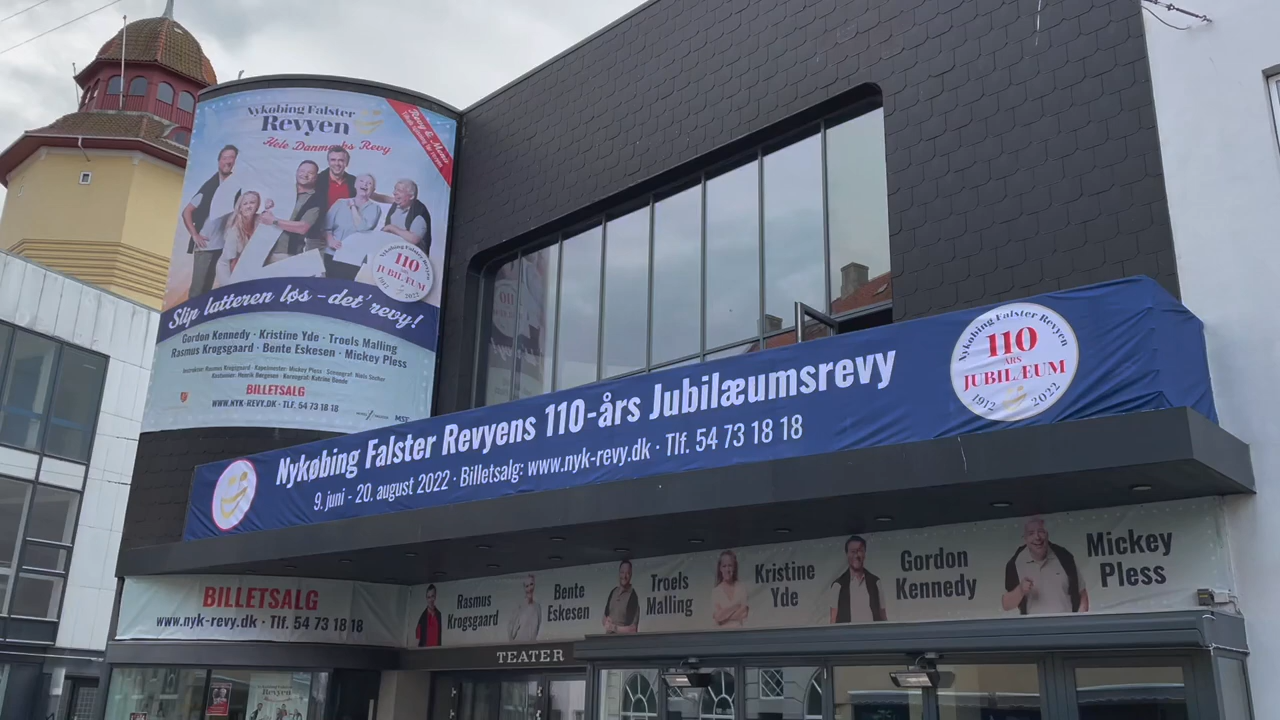 Nykøbing Falster
Revyen
Hele Danmarks Revy
110
ÅRS
JUBILÆUM
1912 2022
Slip latteren løs - det' revy!
Gordon Kennedy · Kristine Yde · Troels Malling
Rasmus Krogsgaard · Bente Eskesen · Mickey Pless
BILLETSALG
WWW.NYK-REVY.DK · TLF. 54 73 18 18
Nykøbing Falster Revyens 110-års Jubilæumsrevy
9. juni - 20. august 2022 · Billetsalg: www.nyk-revy.dk · Tlf. 54 73 18 18
Nykøbing Falster Revyen
110
ÅRS
JUBILÆUM
1912 2022
BILLETSALG
www.nyk-revy.dk · Tlf. 54 73 18 18
Rasmus
Krogsgaard
Bente
Eskesen
Troels
Malling
Kristine
Yde
Gordon
Kennedy
Mickey
Pless
TEATER
Revyen